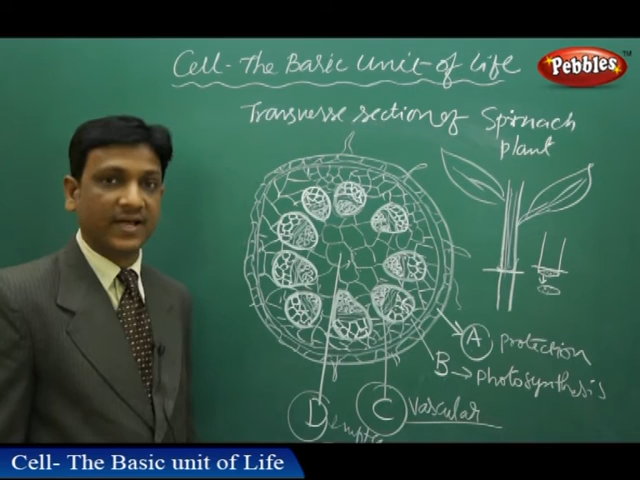 Cell- The Basic Unit of Life
Pebbles™
Transverse section of Spinach
plant
A protection
B → photosynthesis
D C vascular
Cell- The Basic unit of Life